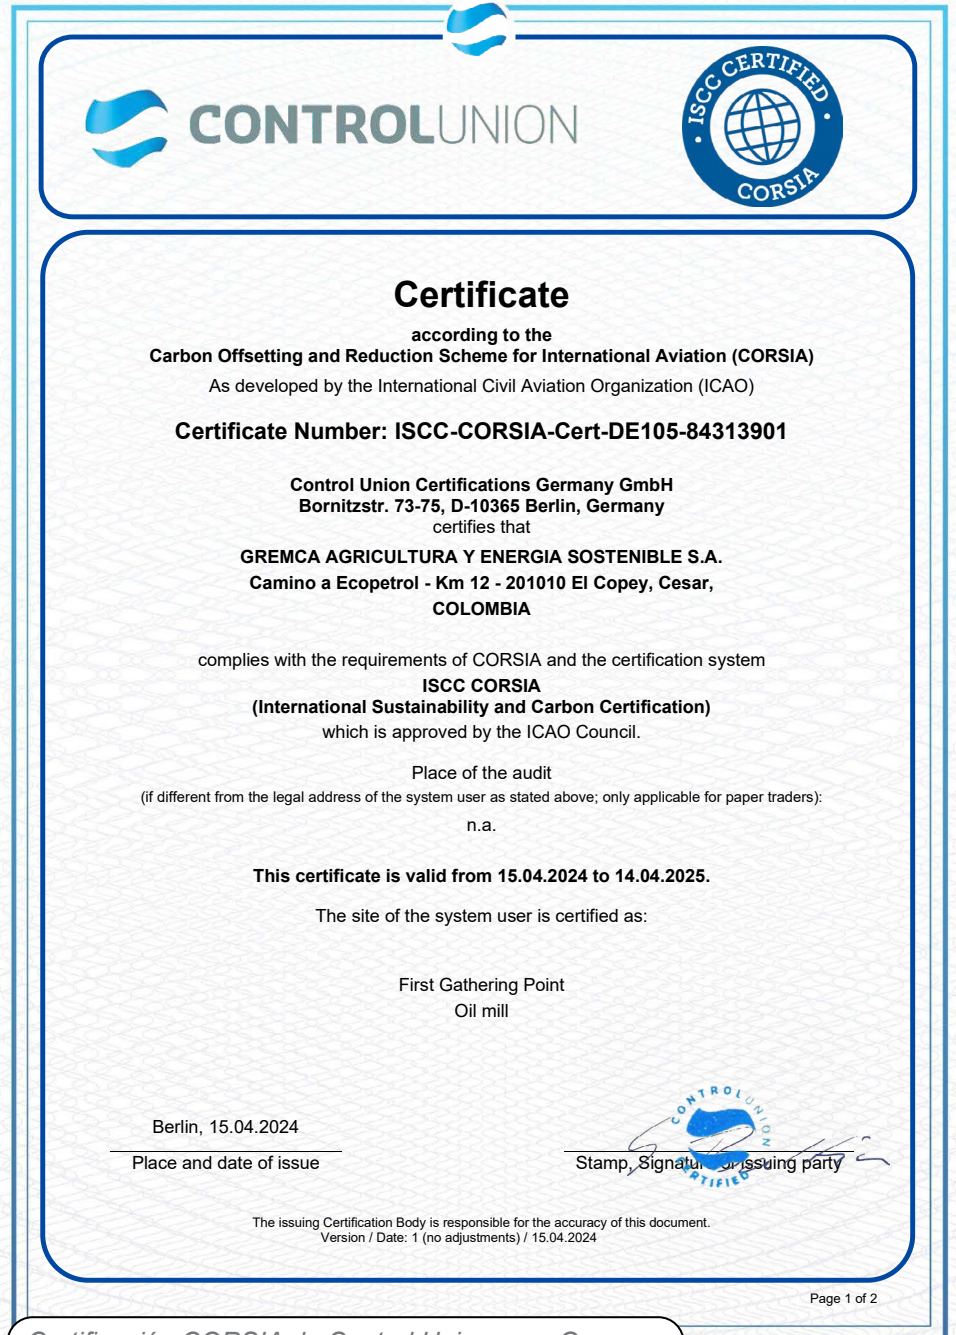 CONTROLUNION
ISCC CERTIFIED
CORSIA
Certificate
according to the
Carbon Offsetting and Reduction Scheme for International Aviation (CORSIA)
As developed by the International Civil Aviation Organization (ICAO)
Certificate Number: ISCC-CORSIA-Cert-DE105-84313901
Control Union Certifications Germany GmbH
Bornitzstr. 73-75, D-10365 Berlin, Germany
certifies that
GREMCA AGRICULTURA Y ENERGIA SOSTENIBLE S.A.
Camino a Ecopetrol - Km 12 - 201010 El Copey, Cesar,
COLOMBIA
complies with the requirements of CORSIA and the certification system
ISCC CORSIA
(International Sustainability and Carbon Certification)
which is approved by the ICAO Council.
Place of the audit
(if different from the legal address of the system user as stated above; only applicable for paper traders):
n.a.
This certificate is valid from 15.04.2024 to 14.04.2025.
The site of the system user is certified as:
First Gathering Point
Oil mill
CONTROLUNION
CERTIFIED
Berlin, 15.04.2024
Place and date of issue
Stamp, Signature of issuing party
The issuing Certification Body is responsible for the accuracy of this document.
Version / Date: 1 (no adjustments) / 15.04.2024
Page 1 of 2